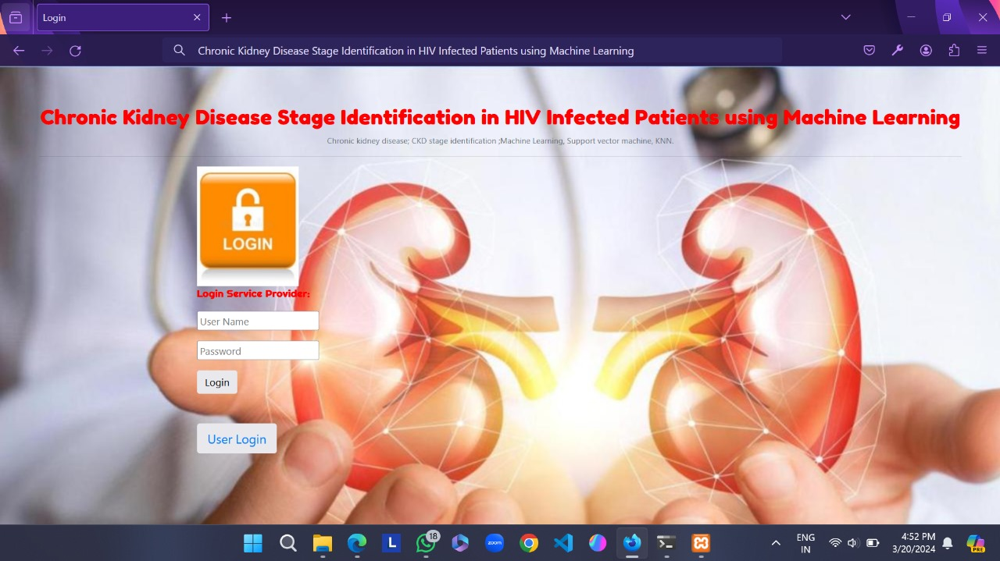 Login
Chronic Kidney Disease Stage Identification in HIV Infected Patients using Machine Learning
Chronic Kidney Disease Stage Identification in HIV Infected Patients using Machine Learning
Chronic kidney disease; CKD stage identification ;Machine Learning, Support vector machine, KNN.
LOGIN
Login Service Provider:
User Name
Password
Login
User Login
L
18
zoom
ENG
IN
4:52 PM
3/20/2024
PRE